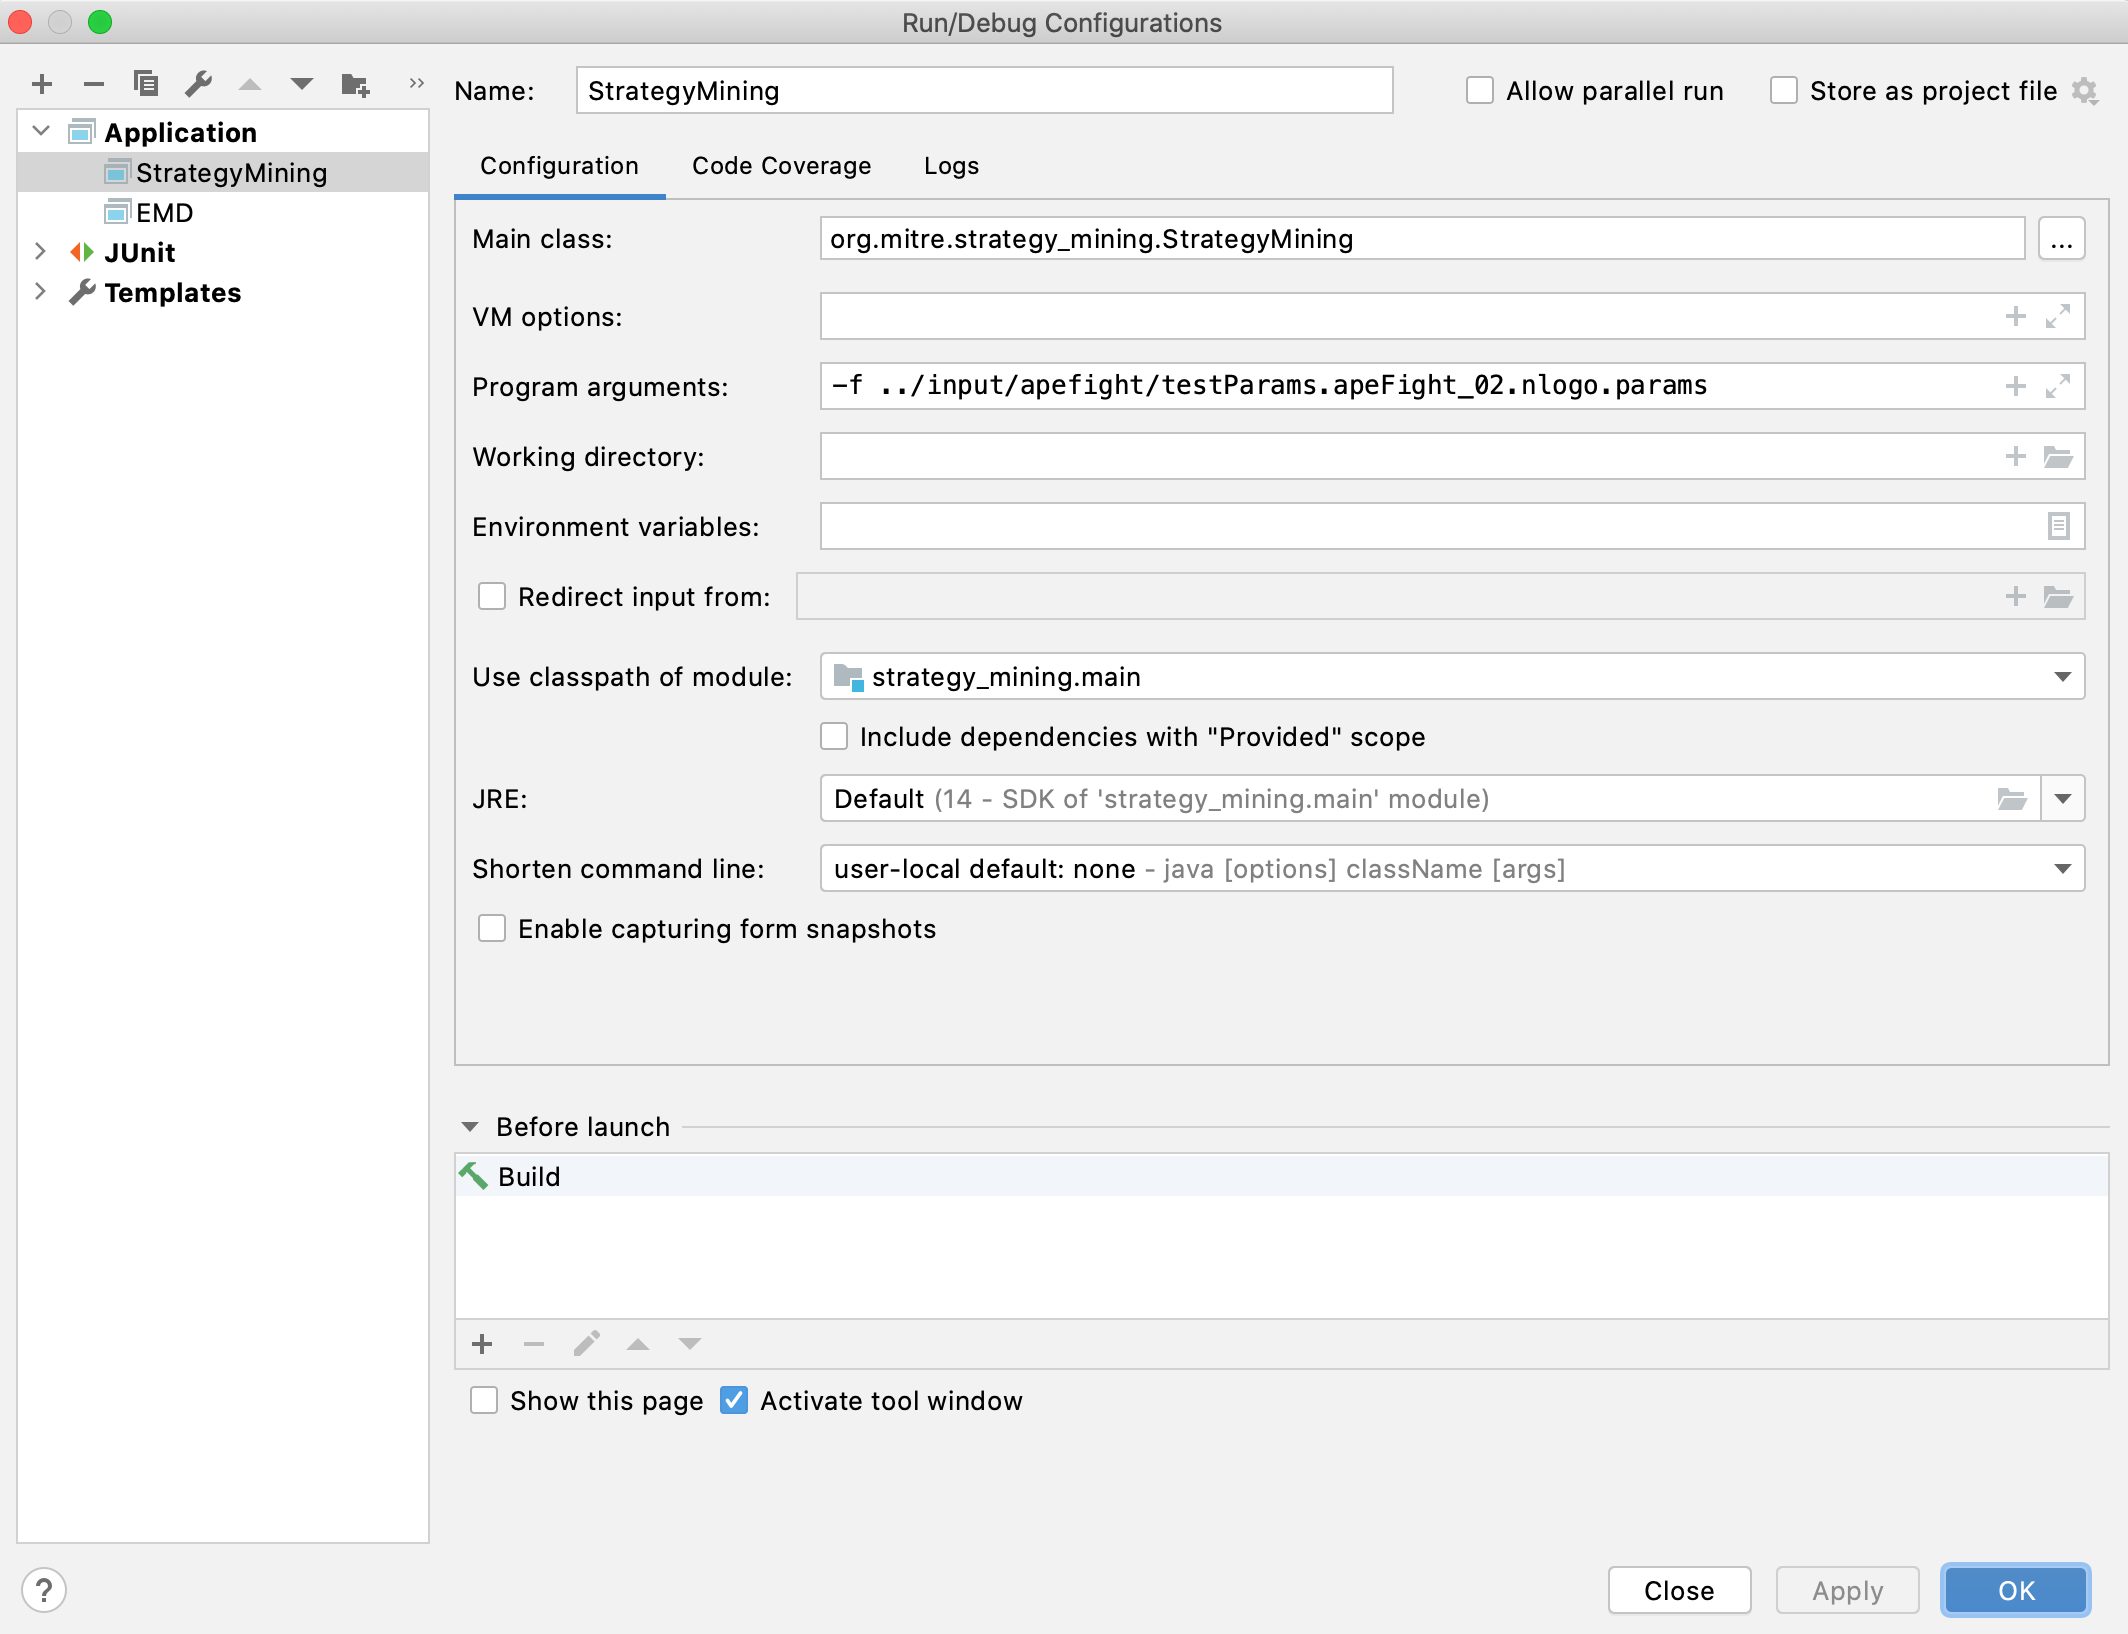 Run/Debug Configurations
Name: StrategyMining Allow parallel run Store as project file
Application
StrategyMining
EMD
JUnit
Templates
Configuration Code Coverage Logs
Main class: org.mitre.strategy_mining.StrategyMining ...
VM options:
Program arguments: -f ../input/apefight/testParams.apeFight_02.nlogo.params
Working directory:
Environment variables:
Redirect input from:
Use classpath of module: strategy_mining.main
Include dependencies with "Provided" scope
JRE: Default (14 - SDK of 'strategy_mining.main' module)
Shorten command line: user-local default: none - java [options] className [args]
Enable capturing form snapshots
Before launch
Build
Show this page Activate tool window
? Close Apply OK